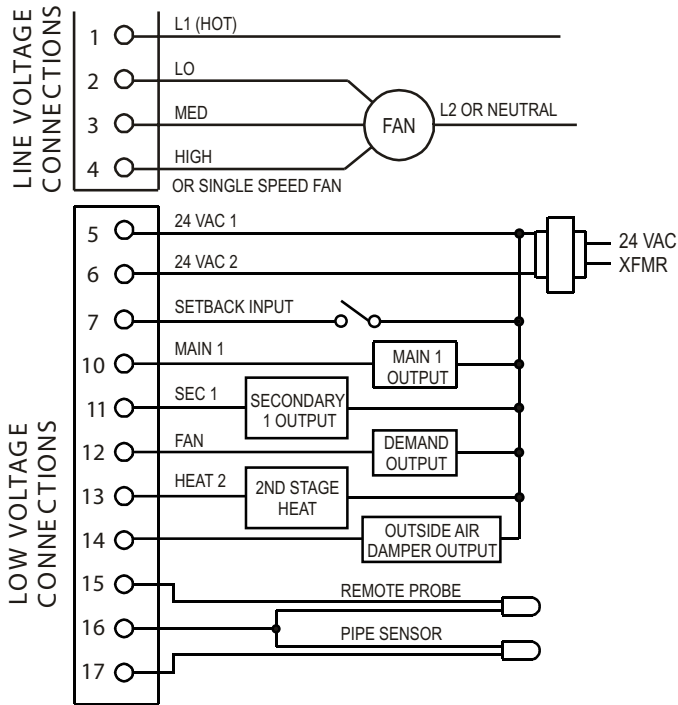 LINE VOLTAGE
CONNECTIONS
1 L1 (HOT)
2 LO
3 MED
4 HIGH
OR SINGLE SPEED FAN
FAN
L2 OR NEUTRAL
LOW VOLTAGE
CONNECTIONS
5 24 VAC 1
6 24 VAC 2
24 VAC
XFMR
7 SETBACK INPUT
10 MAIN 1
MAIN 1
OUTPUT
11 SEC 1
SECONDARY
1 OUTPUT
12 FAN
DEMAND
OUTPUT
13 HEAT 2
2ND STAGE
HEAT
14
OUTSIDE AIR
DAMPER OUTPUT
15
REMOTE PROBE
16
PIPE SENSOR
17